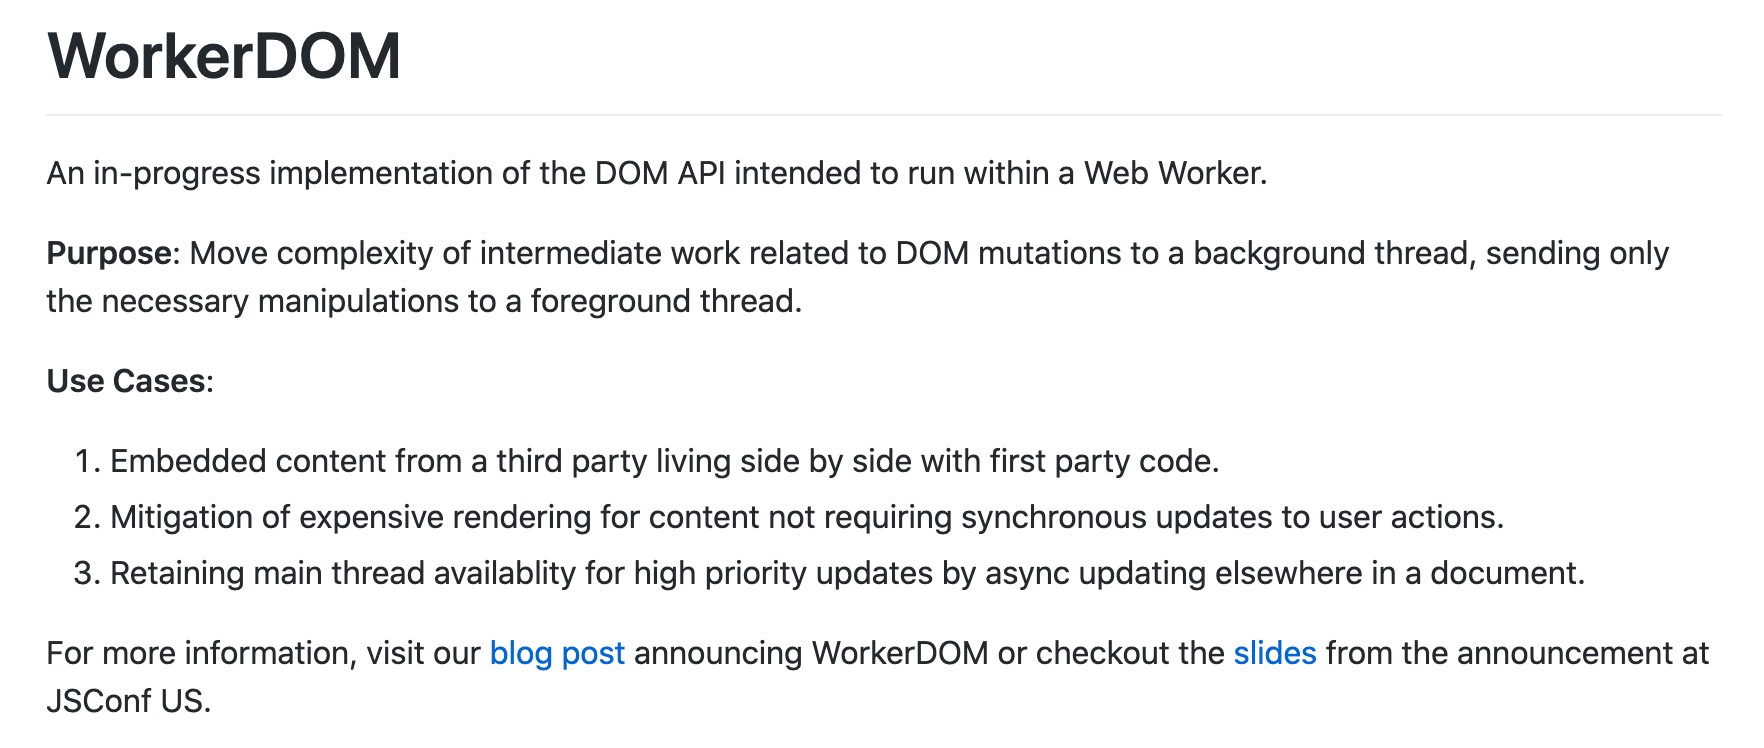 WorkerDOM
An in-progress implementation of the DOM API intended to run within a Web Worker.
Purpose: Move complexity of intermediate work related to DOM mutations to a background thread, sending only
the necessary manipulations to a foreground thread.
Use Cases:
1. Embedded content from a third party living side by side with first party code.
2. Mitigation of expensive rendering for content not requiring synchronous updates to user actions.
3. Retaining main thread availablity for high priority updates by async updating elsewhere in a document.
For more information, visit our blog post announcing WorkerDOM or checkout the slides from the announcement at
JSConf US.